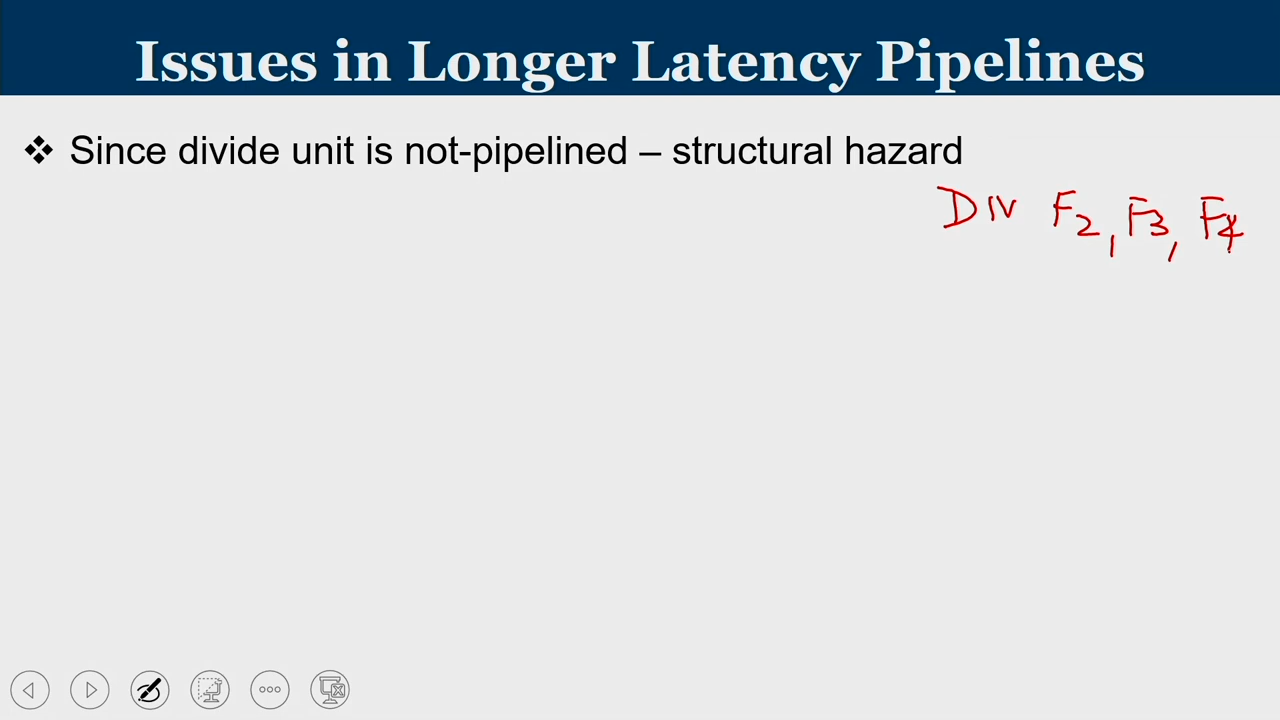 Issues in Longer Latency Pipelines
❖ Since divide unit is not-pipelined – structural hazard
DIV F2, F3, F4